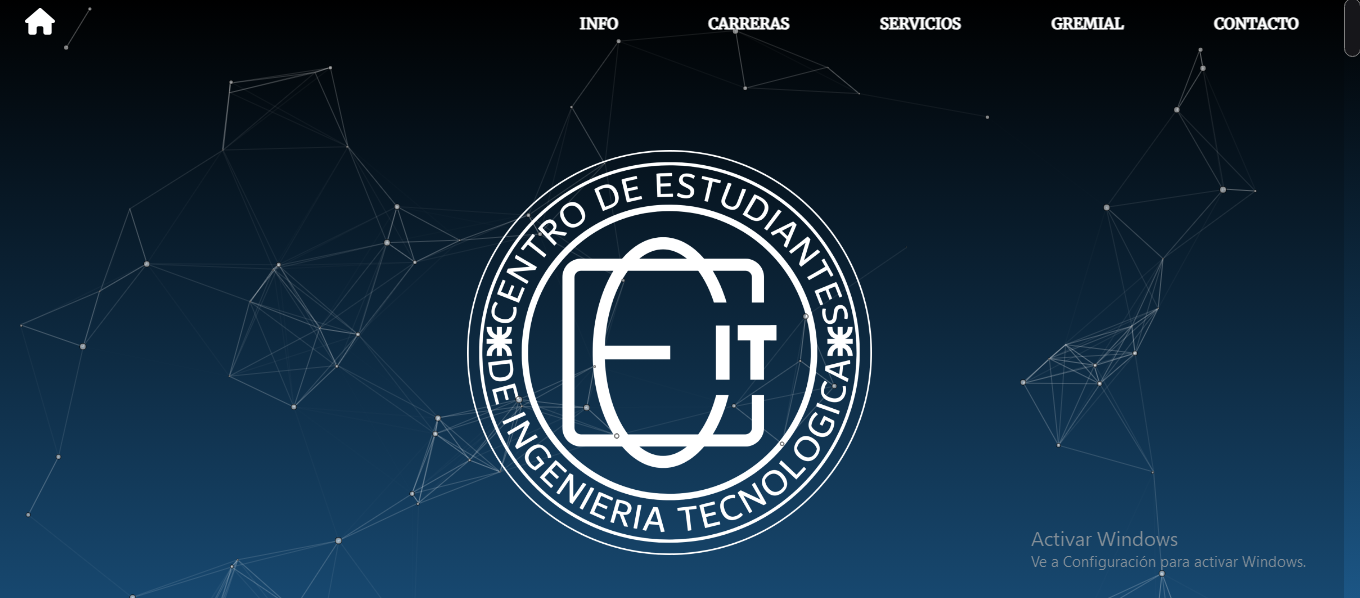 INFO CARRERAS SERVICIOS GREMIAL CONTACTO
CENTRO DE ESTUDIANTES
CE IT
DE INGENIERIA TECNOLOGICA
Activar Windows
Ve a Configuración para activar Windows.